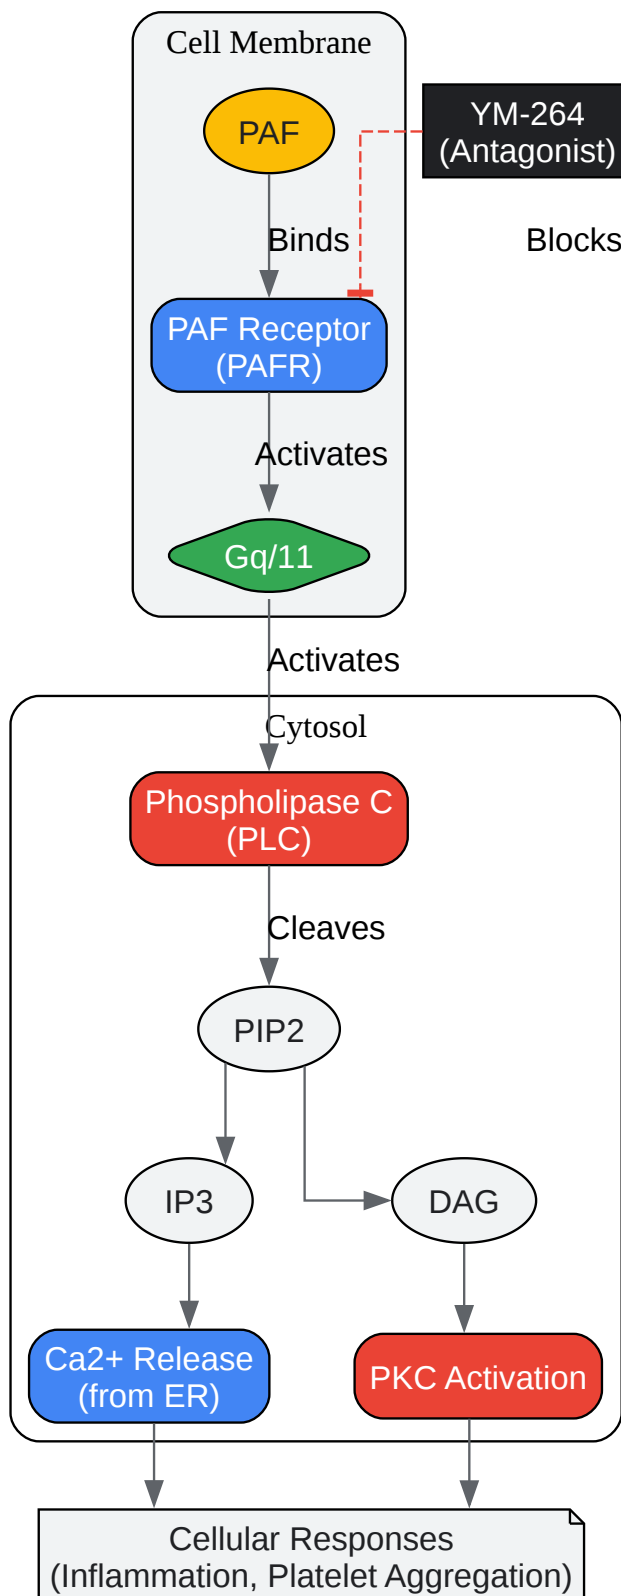 Cell Membrane
PAF
YM-264
(Antagonist)
Binds
Blocks
PAF Receptor
(PAFR)
Activates
Gq/11
Activates
Cytosol
Phospholipase C
(PLC)
Cleaves
PIP2
IP3
DAG
Ca2+ Release
(from ER)
PKC Activation
Cellular Responses
(Inflammation, Platelet Aggregation)